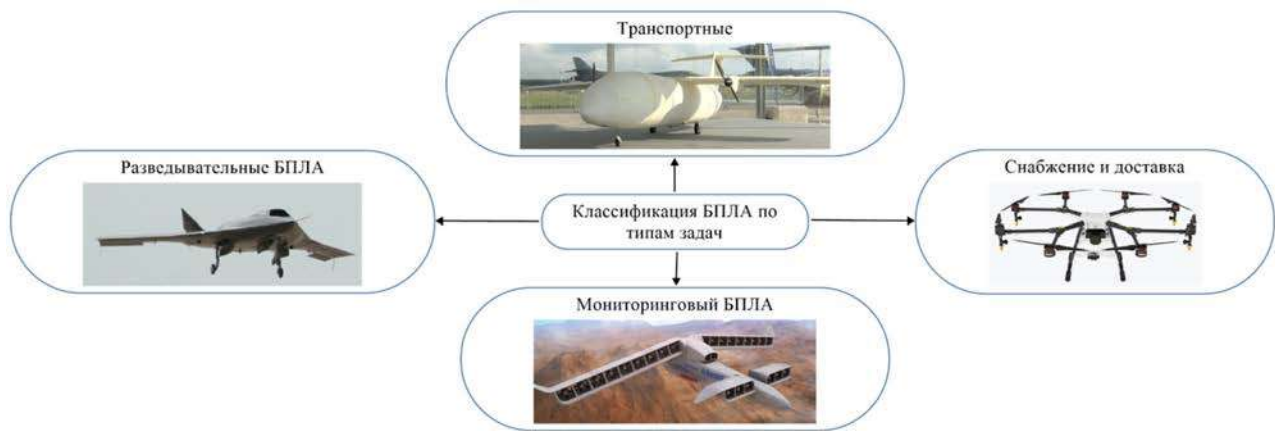 Транспортные
Разведывательные БПЛА
Снабжение и доставка
Классификация БПЛА по
типам задач
Мониторинговый БПЛА